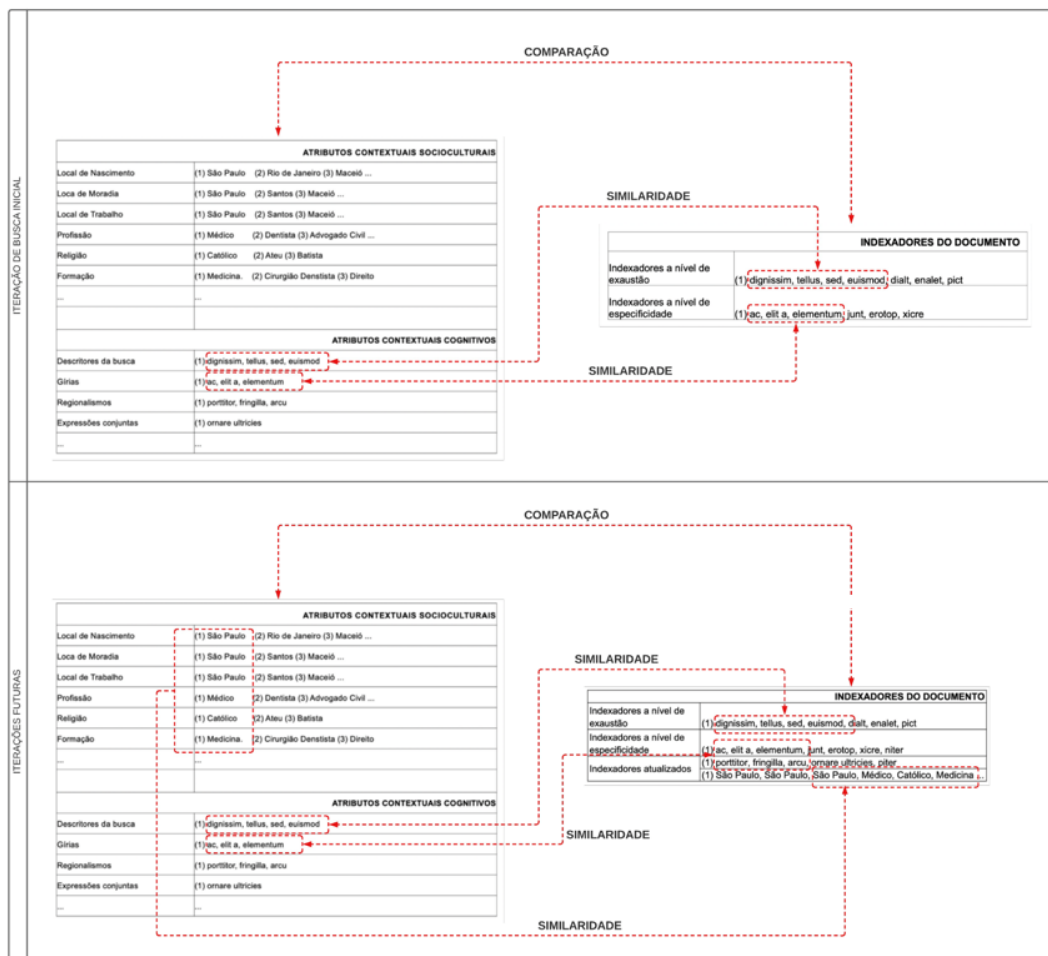 ITERAÇÃO DE BUSCA INICIAL
COMPARAÇÃO
ATRIBUTOS CONTEXTUAIS SOCIOCULTURAIS
Local de Nascimento (1) São Paulo (2) Rio de Janeiro (3) Maceió ...
Loca de Moradia (1) São Paulo (2) Santos (3) Maceió ...
Local de Trabalho (1) São Paulo (2) Santos (3) Maceió ...
Profissão (1) Médico (2) Dentista (3) Advogado Civil ...
Religião (1) Católico (2) Ateu (3) Batista
Formação (1) Medicina. (2) Cirurgião Denstista (3) Direito
... ...
ATRIBUTOS CONTEXTUAIS COGNITIVOS
Descritores da busca (1) dignissim, tellus, sed, euismod
Gírias (1) ac, elit a, elementum
Regionalismos (1) porttitor, fringilla, arcu
Expressões conjuntas (1) ornare ultricies
... ...
SIMILARIDADE
SIMILARIDADE
INDEXADORES DO DOCUMENTO
Indexadores a nível de
exaustão (1) dignissim, tellus, sed, euismod, dialt, enalet, pict
Indexadores a nível de
especificidade (1) ac, elit a, elementum, junt, erotop, xicre
ITERAÇÕES FUTURAS
COMPARAÇÃO
ATRIBUTOS CONTEXTUAIS SOCIOCULTURAIS
Local de Nascimento (1) São Paulo (2) Rio de Janeiro (3) Maceió ...
Loca de Moradia (1) São Paulo (2) Santos (3) Maceió ...
Local de Trabalho (1) São Paulo (2) Santos (3) Maceió ...
Profissão (1) Médico (2) Dentista (3) Advogado Civil ...
Religião (1) Católico (2) Ateu (3) Batista
Formação (1) Medicina. (2) Cirurgião Denstista (3) Direito
... ...
ATRIBUTOS CONTEXTUAIS COGNITIVOS
Descritores da busca (1) dignissim, tellus, sed, euismod
Gírias (1) ac, elit a, elementum
Regionalismos (1) porttitor, fringilla, arcu
Expressões conjuntas (1) ornare ultricies
... ...
SIMILARIDADE
SIMILARIDADE
SIMILARIDADE
INDEXADORES DO DOCUMENTO
Indexadores a nível de
exaustão (1) dignissim, tellus, sed, euismod, dialt, enalet, pict
Indexadores a nível de
especificidade (1) ac, elit a, elementum, junt, erotop, xicre, niter
Indexadores atualizados (1) porttitor, fringilla, arcu, ornare ultricies, piter
(1) São Paulo, São Paulo, São Paulo, Médico, Católico, Medicina ...